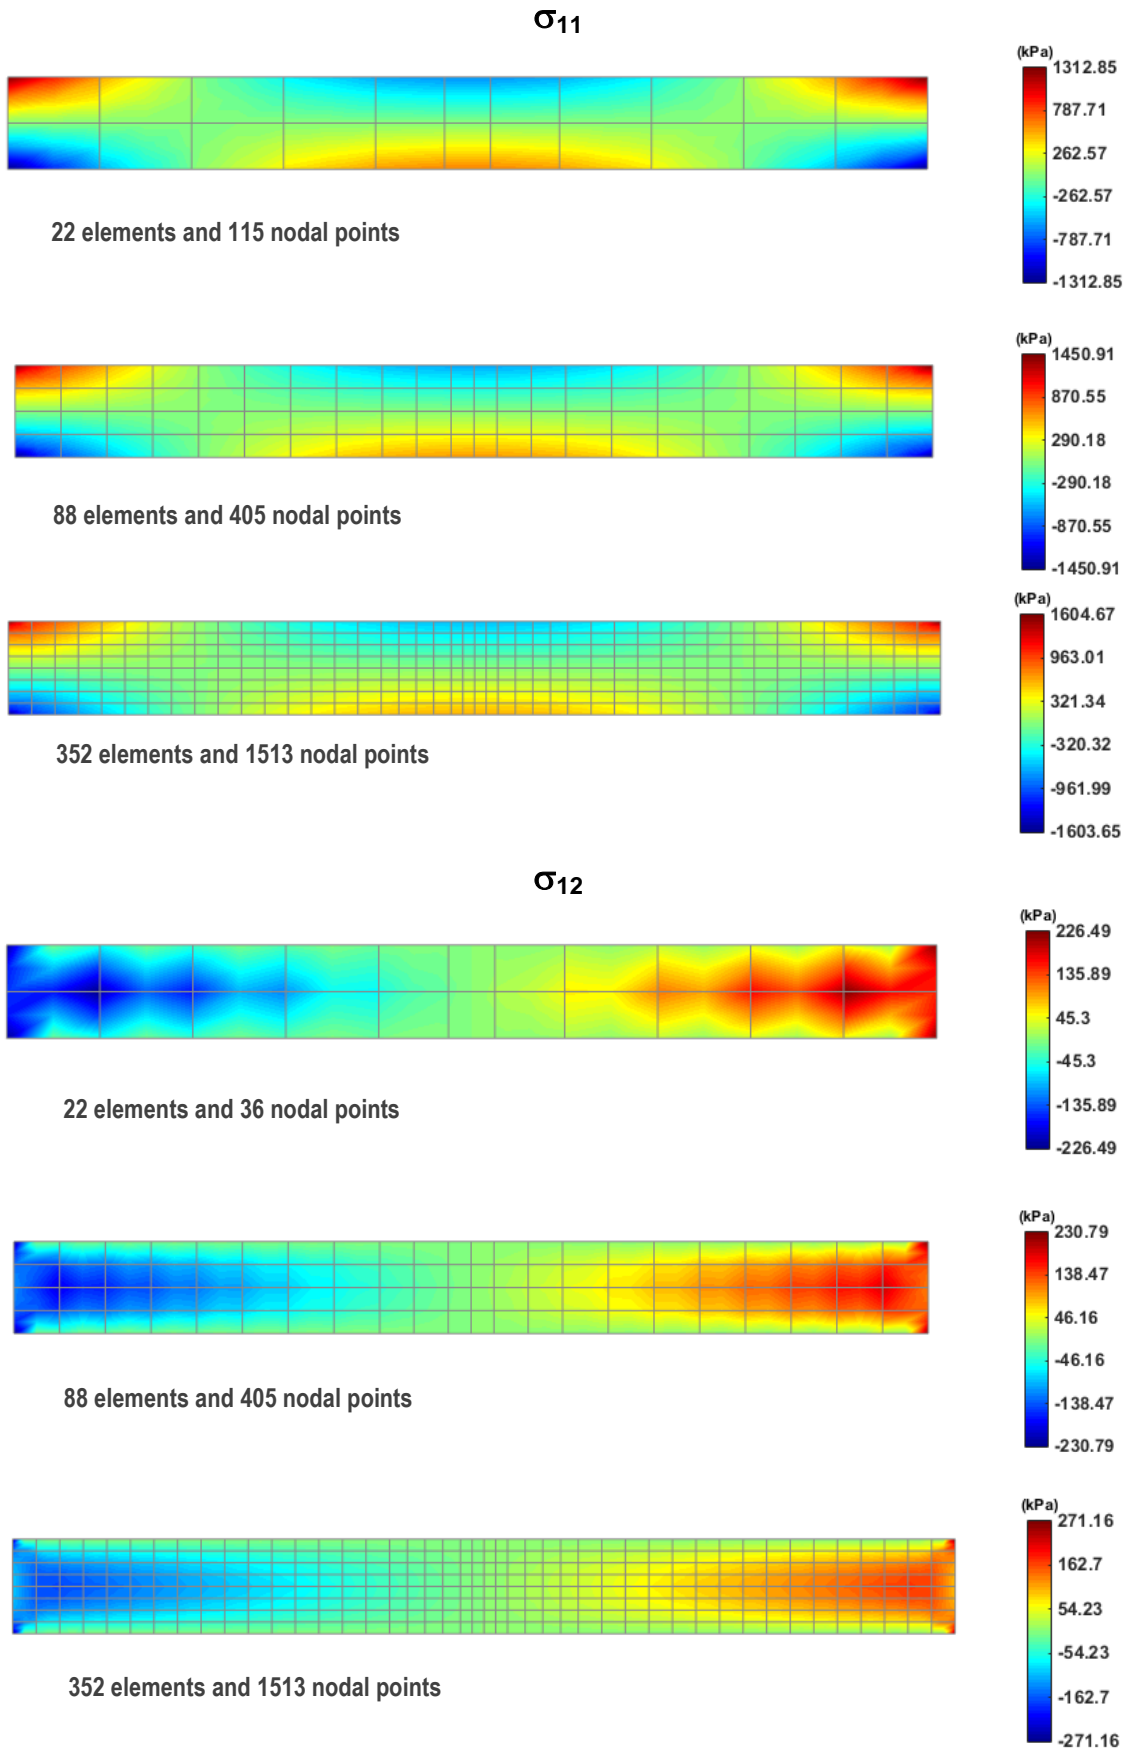 σ11
(kPa)
1312.85
787.71
262.57
-262.57
-787.71
-1312.85
22 elements and 115 nodal points
(kPa)
1450.91
870.55
290.18
-290.18
-870.55
-1450.91
88 elements and 405 nodal points
(kPa)
1604.67
963.01
321.34
-320.32
-961.99
-1603.65
352 elements and 1513 nodal points
σ12
(kPa)
226.49
135.89
45.3
-45.3
-135.89
-226.49
22 elements and 36 nodal points
(kPa)
230.79
138.47
46.16
-46.16
-138.47
-230.79
88 elements and 405 nodal points
(kPa)
271.16
162.7
54.23
-54.23
-162.7
-271.16
352 elements and 1513 nodal points